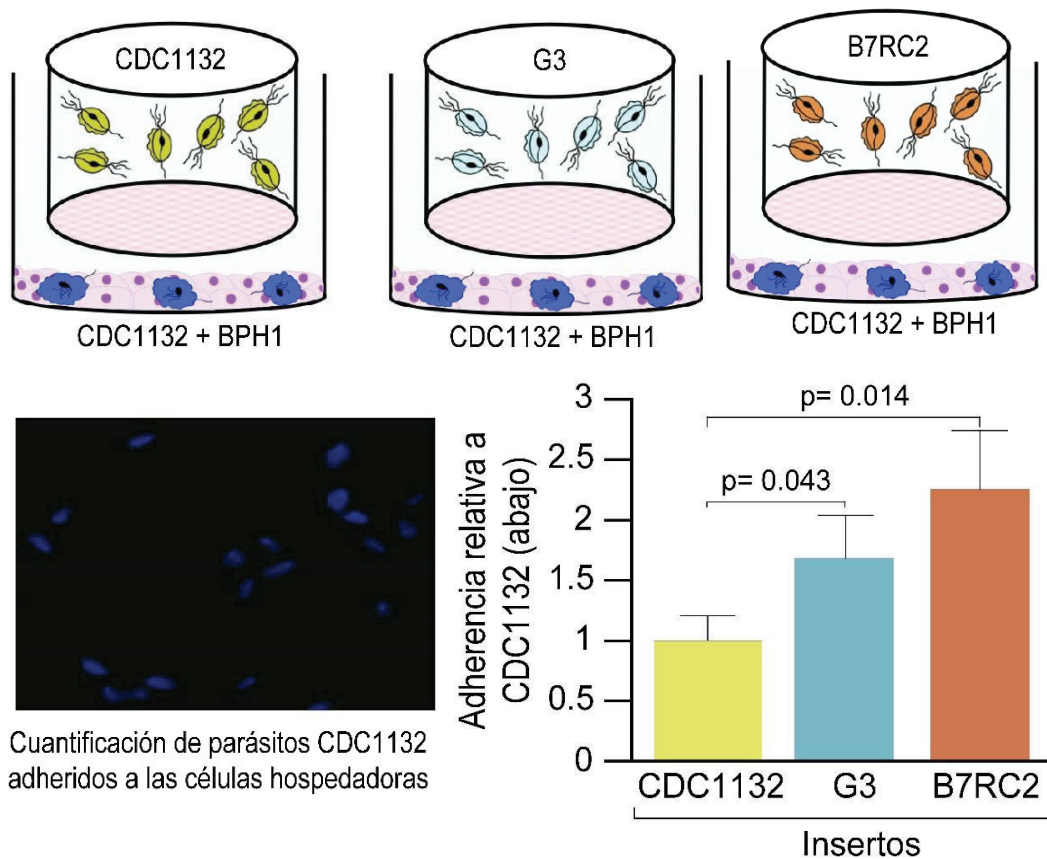 CDC1132
G3
B7RC2
CDC1132 + BPH1
CDC1132 + BPH1
CDC1132 + BPH1
Cuantificación de parásitos CDC1132
adheridos a las células hospedadoras
Adherencia relativa a
CDC1132 (abajo)
3
2.5
2
1.5
1
0.5
0
p= 0.014
p= 0.043
CDC1132
G3
B7RC2
Insertos